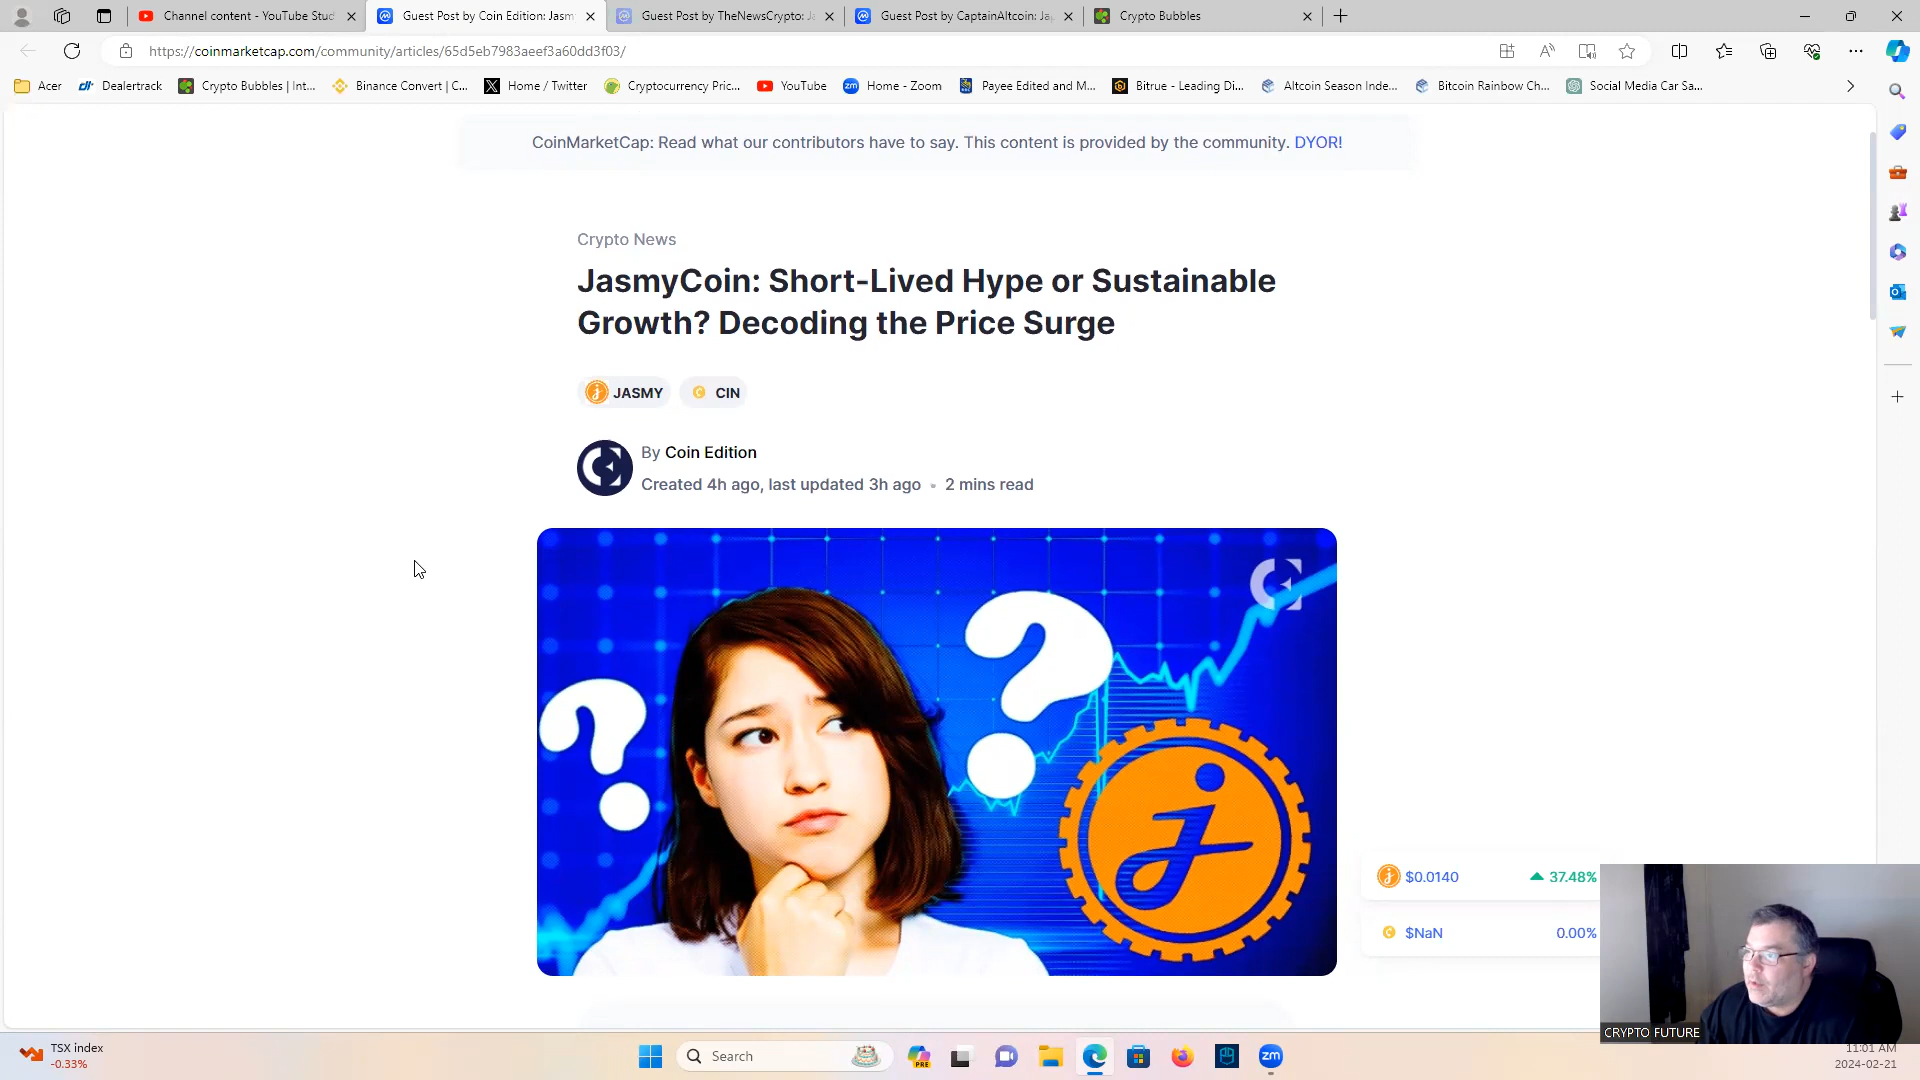 Channel content - YouTube Stud
Guest Post by Coin Edition: Jasm
Guest Post by TheNewsCrypto: Ja
Guest Post by CaptainAltcoin: Jap
Crypto Bubbles
https://coinmarketcap.com/community/articles/65d5eb7983aeef3a60dd3f03/
Acer
Dealertrack
Crypto Bubbles | Int...
Binance Convert | C...
Home / Twitter
Cryptocurrency Pric...
YouTube
Home - Zoom
Payee Edited and M...
Bitrue - Leading Di...
Altcoin Season Inde...
Bitcoin Rainbow Ch...
Social Media Car Sa...
CoinMarketCap: Read what our contributors have to say. This content is provided by the community. DYOR!
Crypto News
JasmyCoin: Short-Lived Hype or Sustainable
Growth? Decoding the Price Surge
JASMY
CIN
By Coin Edition
Created 4h ago, last updated 3h ago • 2 mins read
? ?
$0.0140 37.48%
$NaN 0.00%
CRYPTO FUTURE
TSX index
-0.33%
Search
PRE
zm
11:01 AM
2024-02-21